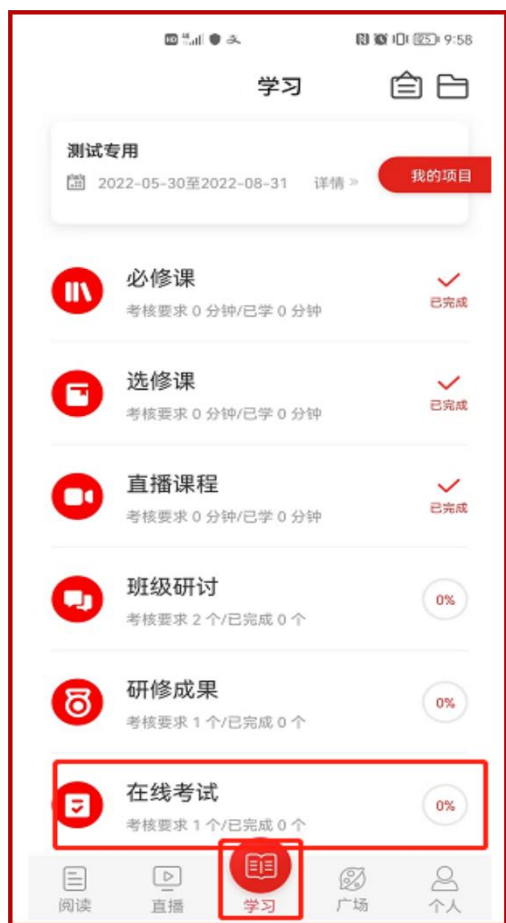 HD 25 9:58
学习
测试专用
2022-05-30至2022-08-31 详情» 我的项目
必修课
考核要求 0 分钟/已学 0 分钟
已完成
选修课
考核要求 0 分钟/已学 0 分钟
已完成
直播课程
考核要求 0 分钟/已学 0 分钟
已完成
班级研讨
考核要求 2 个/已完成 0 个
0%
研修成果
考核要求 1 个/已完成 0 个
0%
在线考试
考核要求 1 个/已完成 0 个
0%
阅读 直播 学习 广场 个人